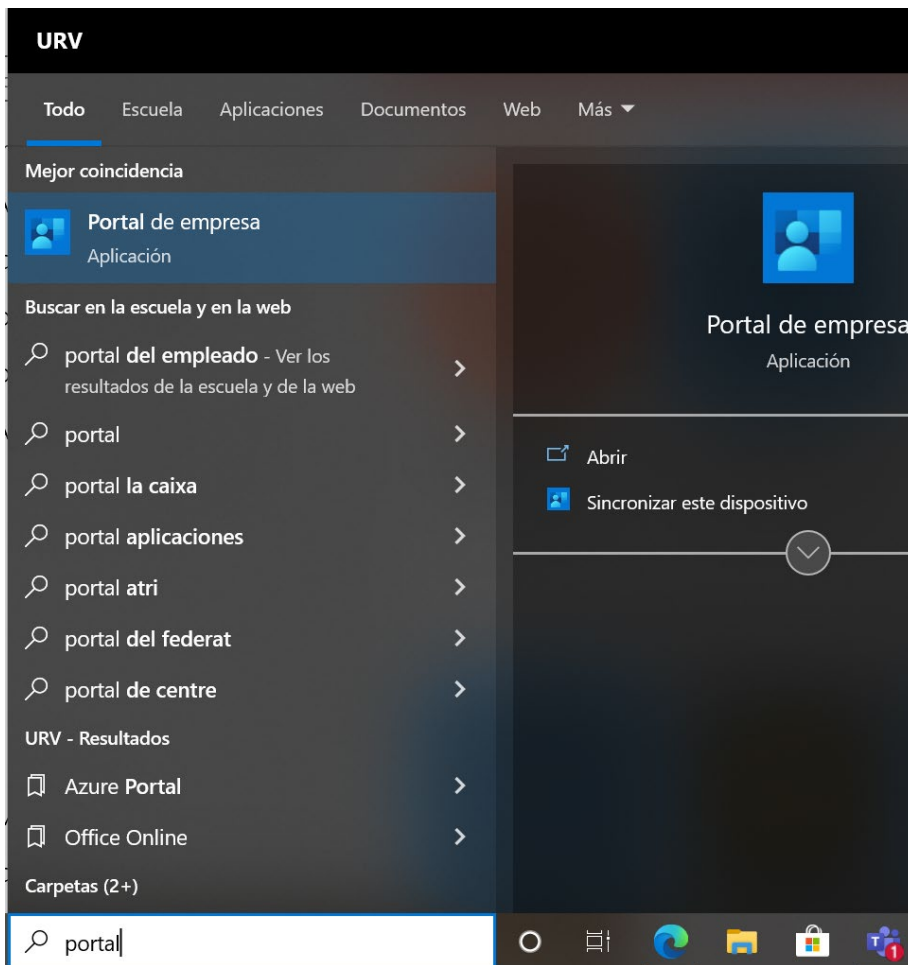 URV
Todo Escuela Aplicaciones Documentos Web Más
Mejor coincidencia
Portal de empresa
Aplicación
Buscar en la escuela y en la web
portal del empleado - Ver los
resultados de la escuela y de la web
portal
portal la caixa
portal aplicaciones
portal atri
portal del federat
portal de centre
URV - Resultados
Azure Portal
Office Online
Carpetas (2+)
portal
Portal de empresa
Aplicación
Abrir
Sincronizar este dispositivo
T
1